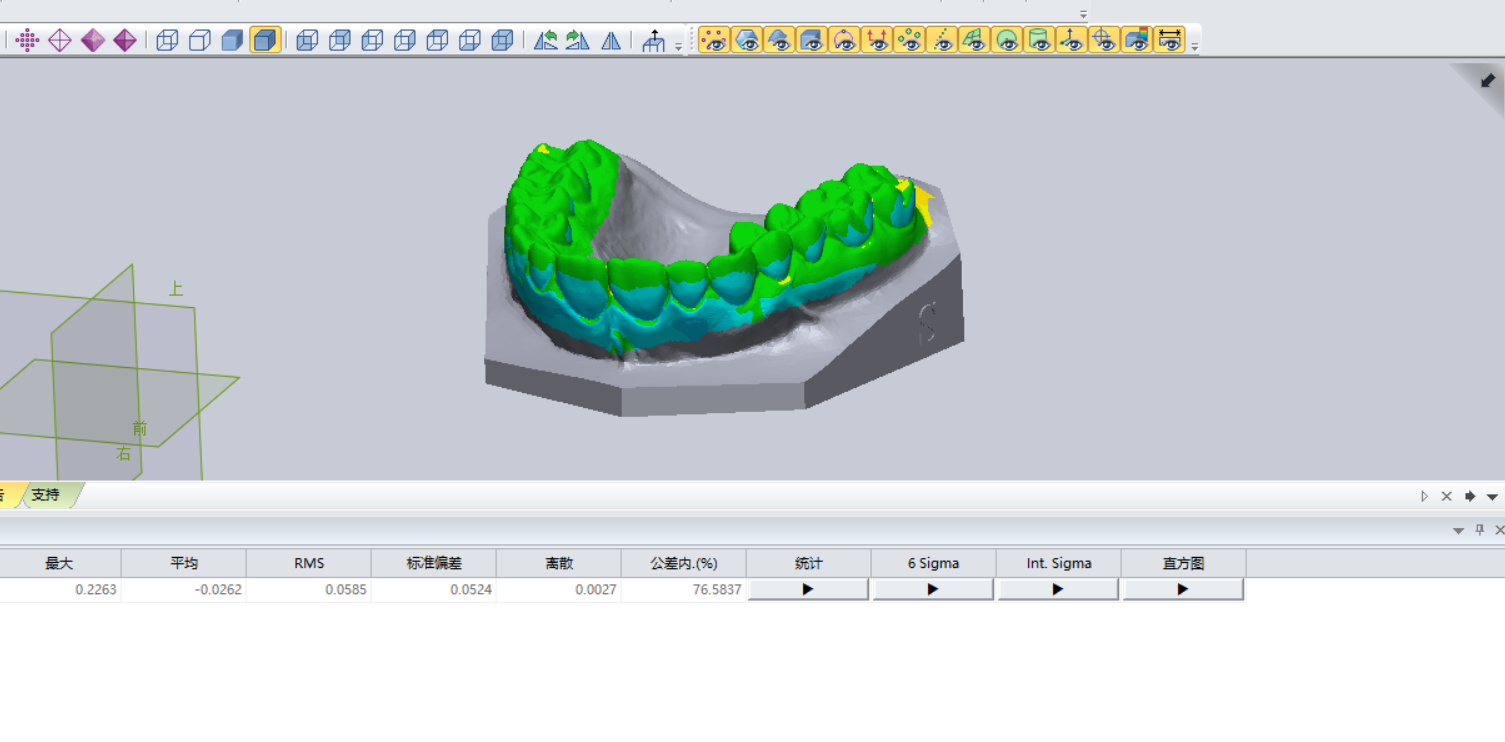 上
前
右
支持
最大 平均 RMS 标准偏差 离散 公差内.(%) 统计 6 Sigma Int. Sigma 直方图
0.2263 -0.0262 0.0585 0.0524 0.0027 76.5837
S